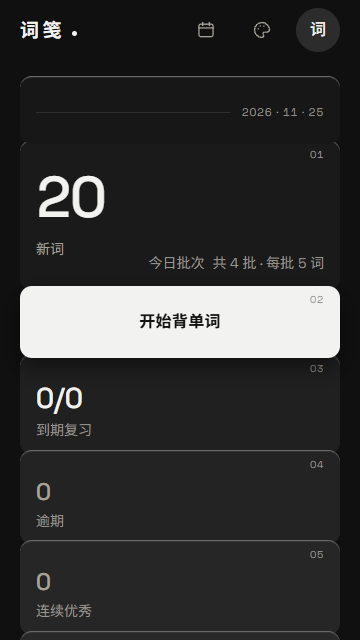 词笺
词
2026 · 11 · 25
01
20
新词
今日批次 共 4 批 · 每批 5 词
02
开始背单词
03
0/0
到期复习
04
0
逾期
05
0
连续优秀